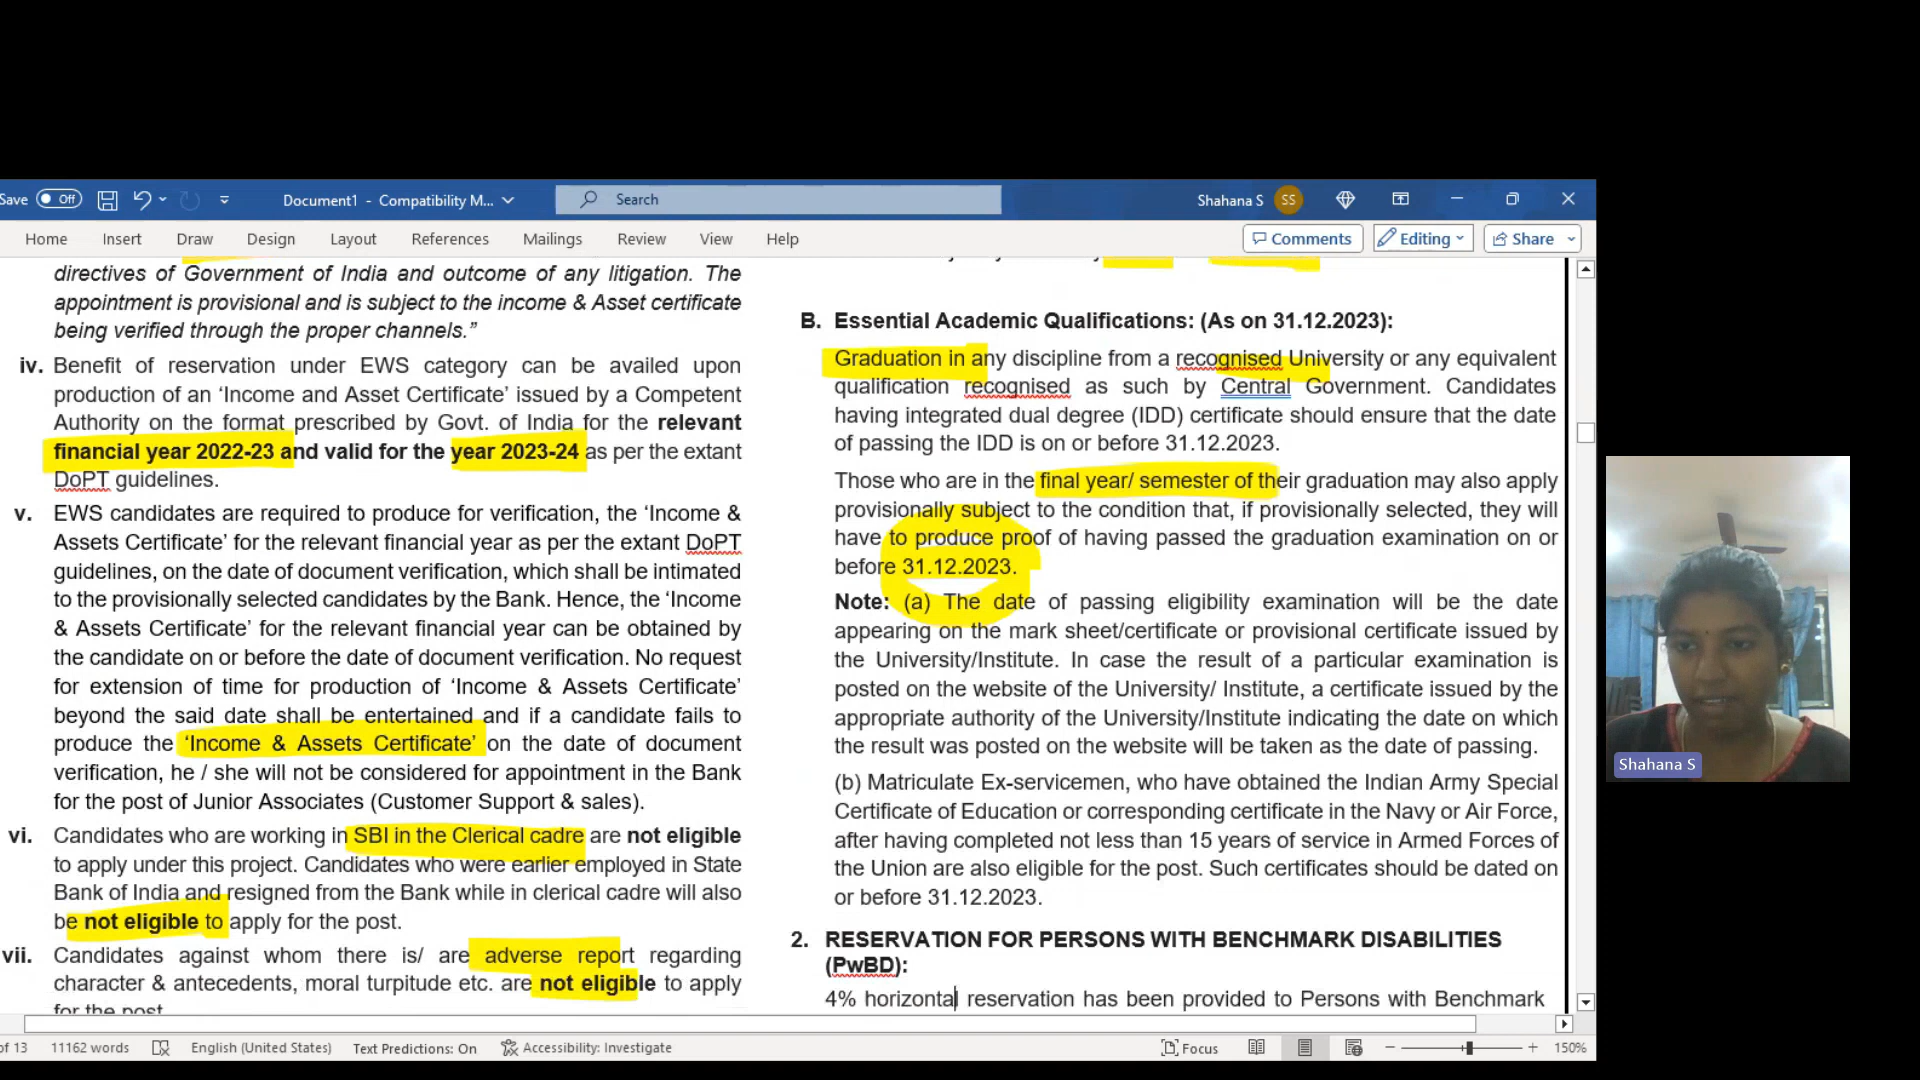 Save Off Document1 - Compatibility M... Search Shahana S SS
Home Insert Draw Design Layout References Mailings Review View Help Comments Editing Share
directives of Government of India and outcome of any litigation. The
appointment is provisional and is subject to the income & Asset certificate
being verified through the proper channels.”
iv. Benefit of reservation under EWS category can be availed upon
production of an ‘Income and Asset Certificate’ issued by a Competent
Authority on the format prescribed by Govt. of India for the relevant
financial year 2022-23 and valid for the year 2023-24 as per the extant
DoPT guidelines.
v. EWS candidates are required to produce for verification, the ‘Income &
Assets Certificate’ for the relevant financial year as per the extant DoPT
guidelines, on the date of document verification, which shall be intimated
to the provisionally selected candidates by the Bank. Hence, the ‘Income
& Assets Certificate’ for the relevant financial year can be obtained by
the candidate on or before the date of document verification. No request
for extension of time for production of ‘Income & Assets Certificate’
beyond the said date shall be entertained and if a candidate fails to
produce the ‘Income & Assets Certificate’ on the date of document
verification, he / she will not be considered for appointment in the Bank
for the post of Junior Associates (Customer Support & sales).
vi. Candidates who are working in SBI in the Clerical cadre are not eligible
to apply under this project. Candidates who were earlier employed in State
Bank of India and resigned from the Bank while in clerical cadre will also
be not eligible to apply for the post.
vii. Candidates against whom there is/ are adverse report regarding
character & antecedents, moral turpitude etc. are not eligible to apply
for the post
B. Essential Academic Qualifications: (As on 31.12.2023):
Graduation in any discipline from a recognised University or any equivalent
qualification recognised as such by Central Government. Candidates
having integrated dual degree (IDD) certificate should ensure that the date
of passing the IDD is on or before 31.12.2023.
Those who are in the final year/ semester of their graduation may also apply
provisionally subject to the condition that, if provisionally selected, they will
have to produce proof of having passed the graduation examination on or
before 31.12.2023.
Note: (a) The date of passing eligibility examination will be the date
appearing on the mark sheet/certificate or provisional certificate issued by
the University/Institute. In case the result of a particular examination is
posted on the website of the University/ Institute, a certificate issued by the
appropriate authority of the University/Institute indicating the date on which
the result was posted on the website will be taken as the date of passing.
(b) Matriculate Ex-servicemen, who have obtained the Indian Army Special
Certificate of Education or corresponding certificate in the Navy or Air Force,
after having completed not less than 15 years of service in Armed Forces of
the Union are also eligible for the post. Such certificates should be dated on
or before 31.12.2023.
2. RESERVATION FOR PERSONS WITH BENCHMARK DISABILITIES
(PwBD):
4% horizontal reservation has been provided to Persons with Benchmark
Shahana S
of 13 11162 words English (United States) Text Predictions: On Accessibility: Investigate Focus 150%